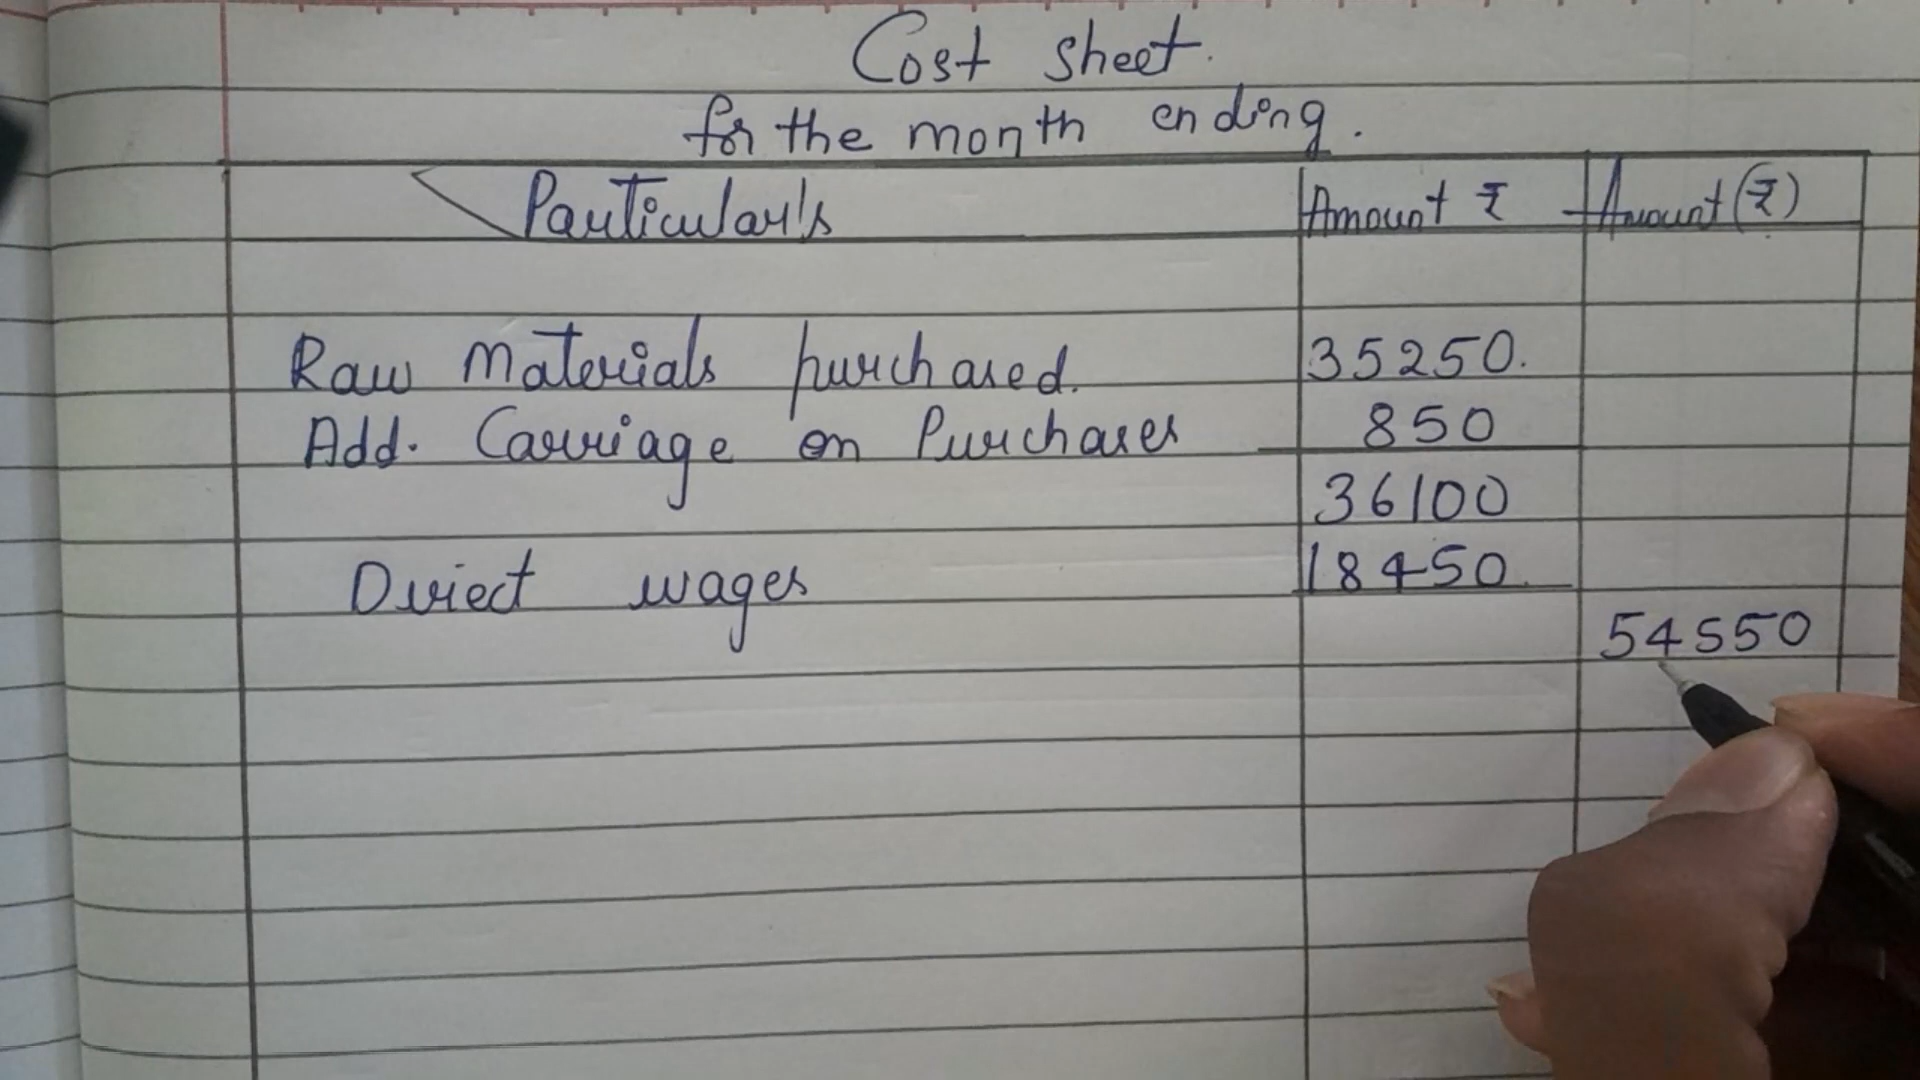 Cost sheet.
for the month ending.
Particular's Amount ₹ Amount (₹)
Raw Materials purchased. 35250.
Add. Carriage on Purchases 850
36100
Direct wages 18450.
54550